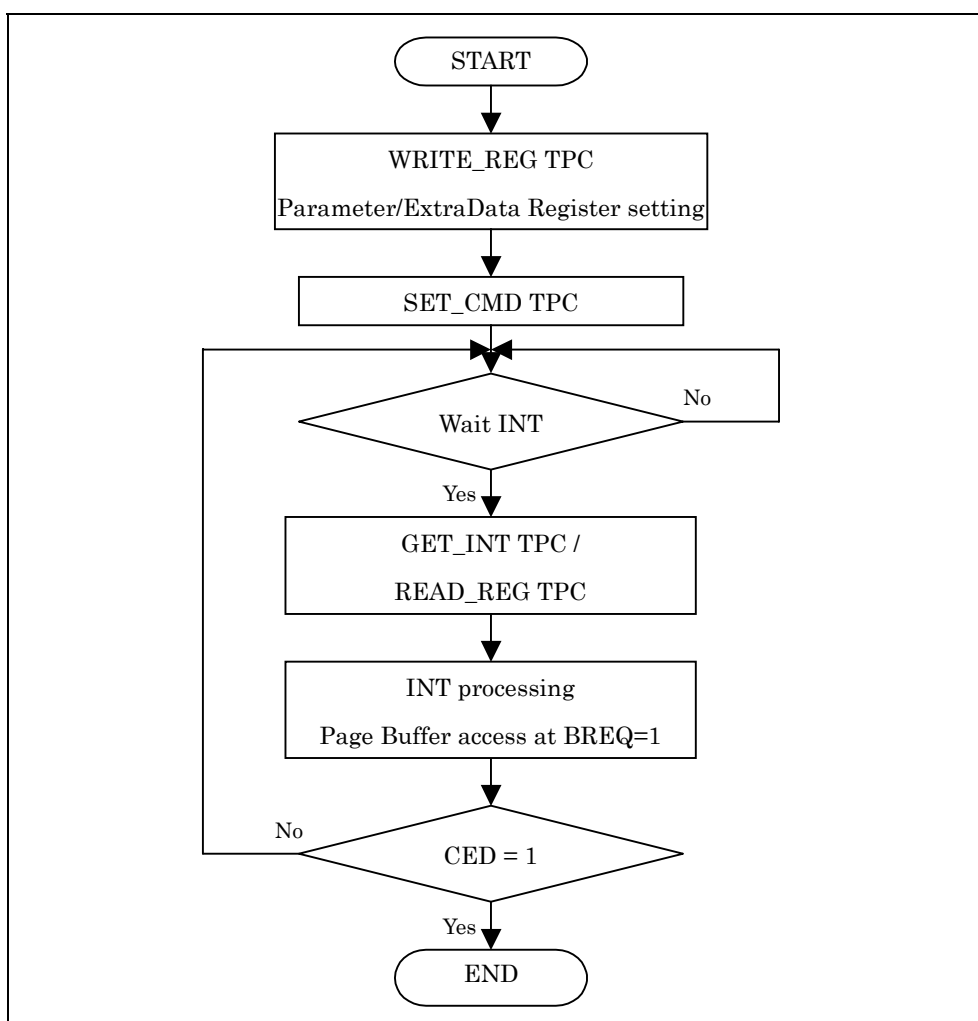 START
WRITE_REG TPC
Parameter/ExtraData Register setting
SET_CMD TPC
Wait INT
No
Yes
GET_INT TPC /
READ_REG TPC
INT processing
Page Buffer access at BREQ=1
No
CED = 1
Yes
END